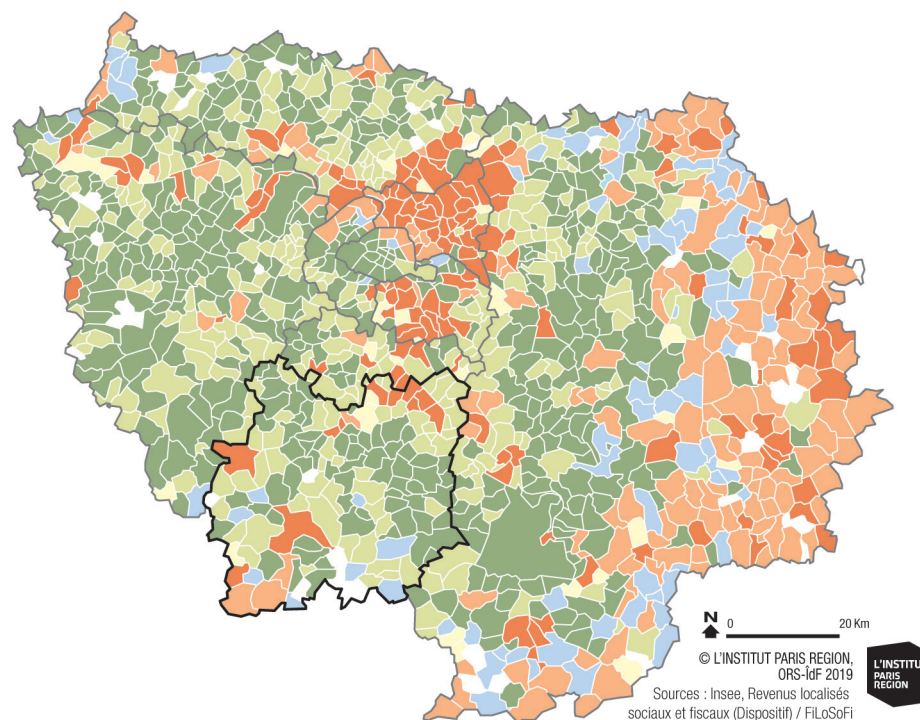 N
0 20 Km
© L'INSTITUT PARIS REGION,
ORS-ÎdF 2019
Sources : Insee, Revenus localisés
sociaux et fiscaux (Dispositif) / FiLoSoFi
L'INSTITUT
PARIS
REGION